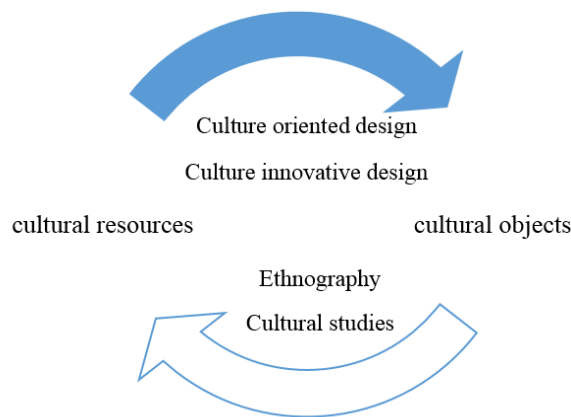 Culture oriented design
Culture innovative design
cultural resources
cultural objects
Ethnography
Cultural studies